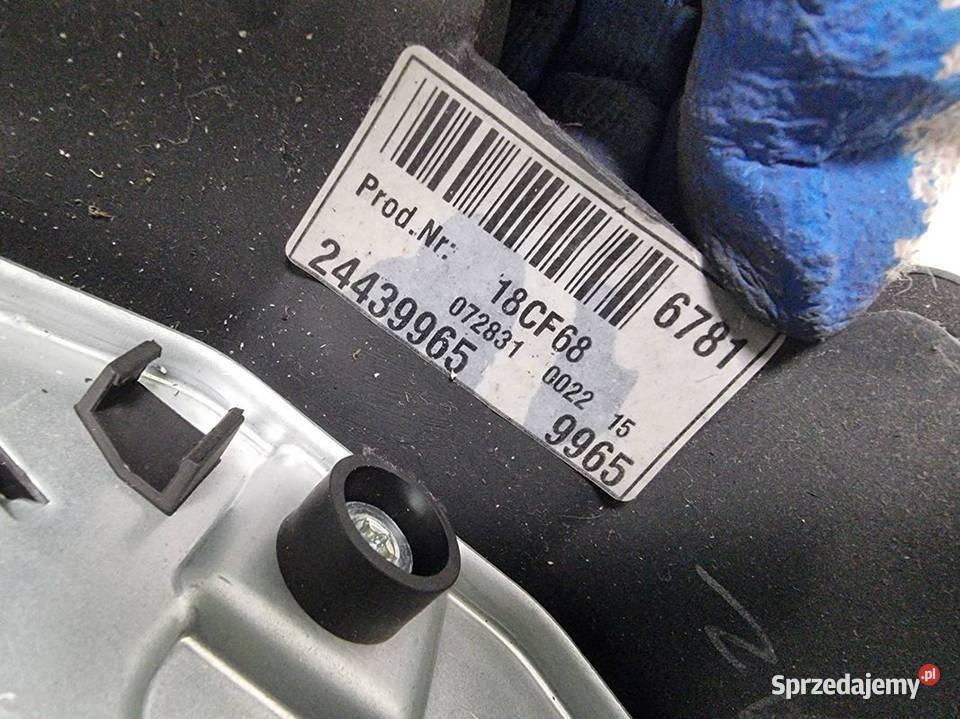 6781
Prod.Nr:
18CF68
072831 0022 15
24439965 9965
Sprzedajemy.pl